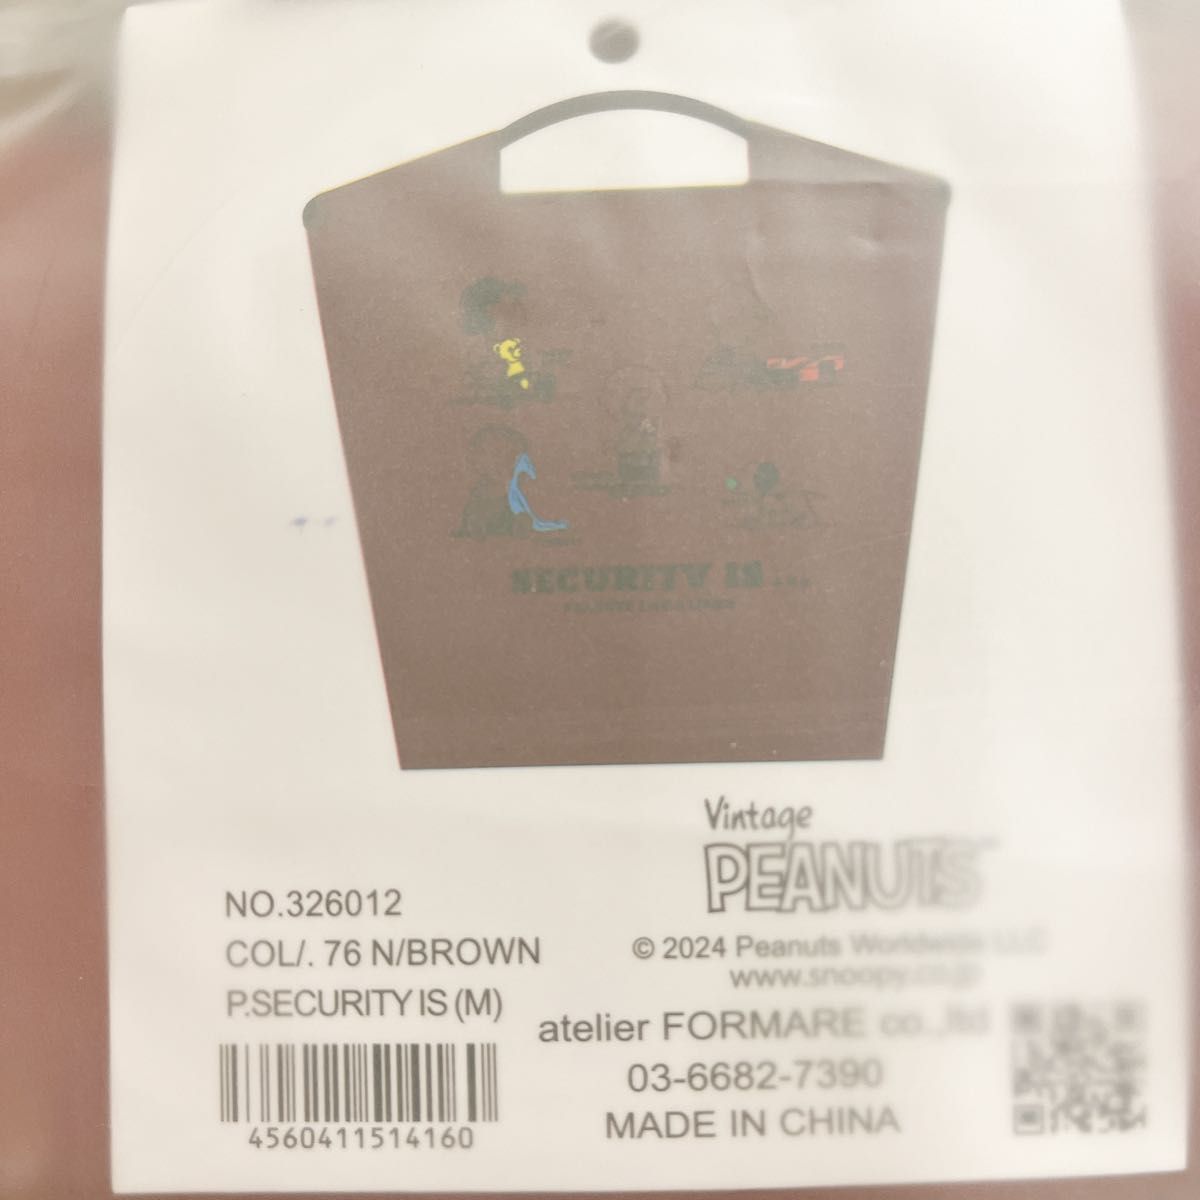 SECURITY IS...
Vintage
PEANUTS
NO.326012
COL/. 76 N/BROWN
P.SECURITY IS (M)
© 2024 Peanuts Worldwide LLC
www.snoopy.co.jp
atelier FORMARE co.,ltd
03-6682-7390
MADE IN CHINA
4560411514160